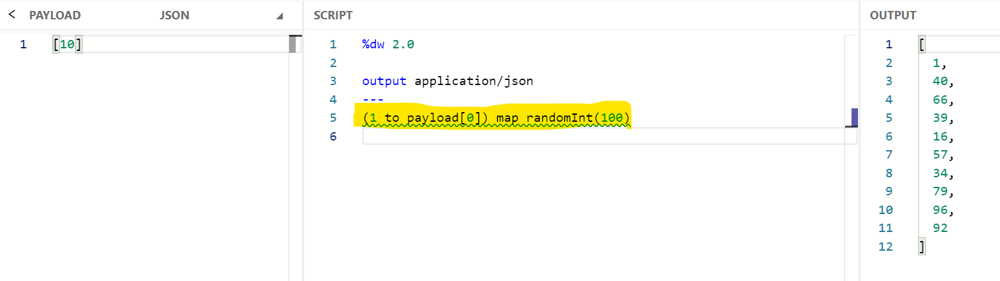 < PAYLOAD JSON
1 [10]
SCRIPT
1 %dw 2.0
2
3 output application/json
4 ---
5 (1 to payload[0]) map randomInt(100)
6
OUTPUT
1 [
2 1,
3 40,
4 66,
5 39,
6 16,
7 57,
8 34,
9 79,
10 96,
11 92
12 ]